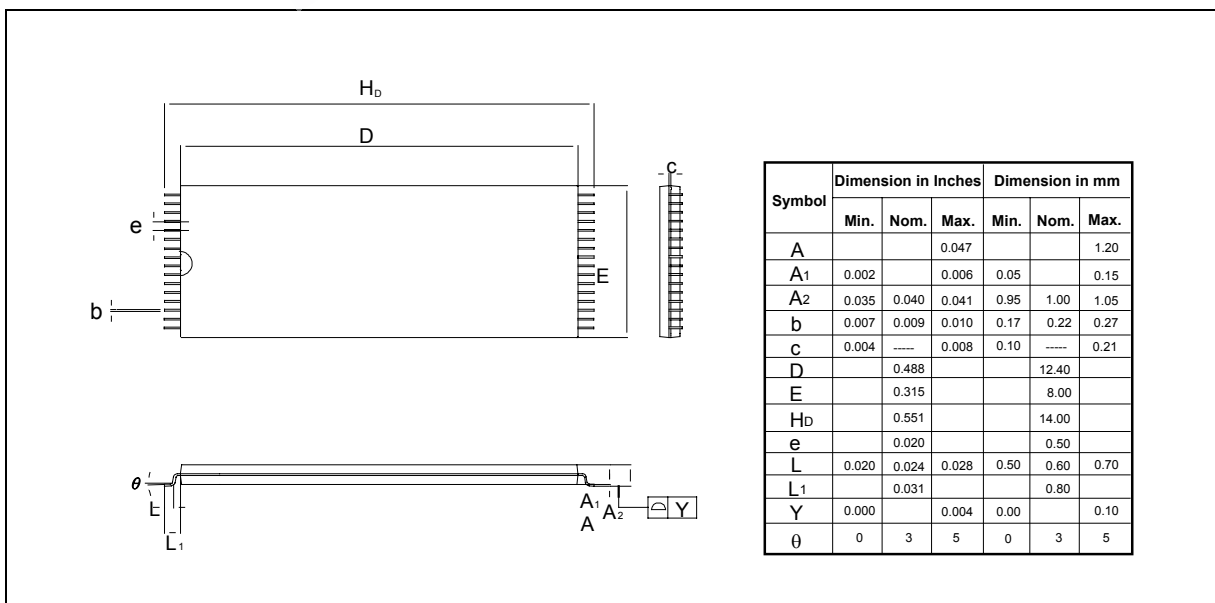 HD
D
c
e
E
b
θ
L
L1
A1
A
A2
Y
Symbol Dimension in Inches Dimension in mm
Min. Nom. Max. Min. Nom. Max.
A 0.047 1.20
A1 0.002 0.006 0.05 0.15
A2 0.035 0.040 0.041 0.95 1.00 1.05
b 0.007 0.009 0.010 0.17 0.22 0.27
c 0.004 ----- 0.008 0.10 ----- 0.21
D 0.488 12.40
E 0.315 8.00
HD 0.551 14.00
e 0.020 0.50
L 0.020 0.024 0.028 0.50 0.60 0.70
L1 0.031 0.80
Y 0.000 0.004 0.00 0.10
θ 0 3 5 0 3 5